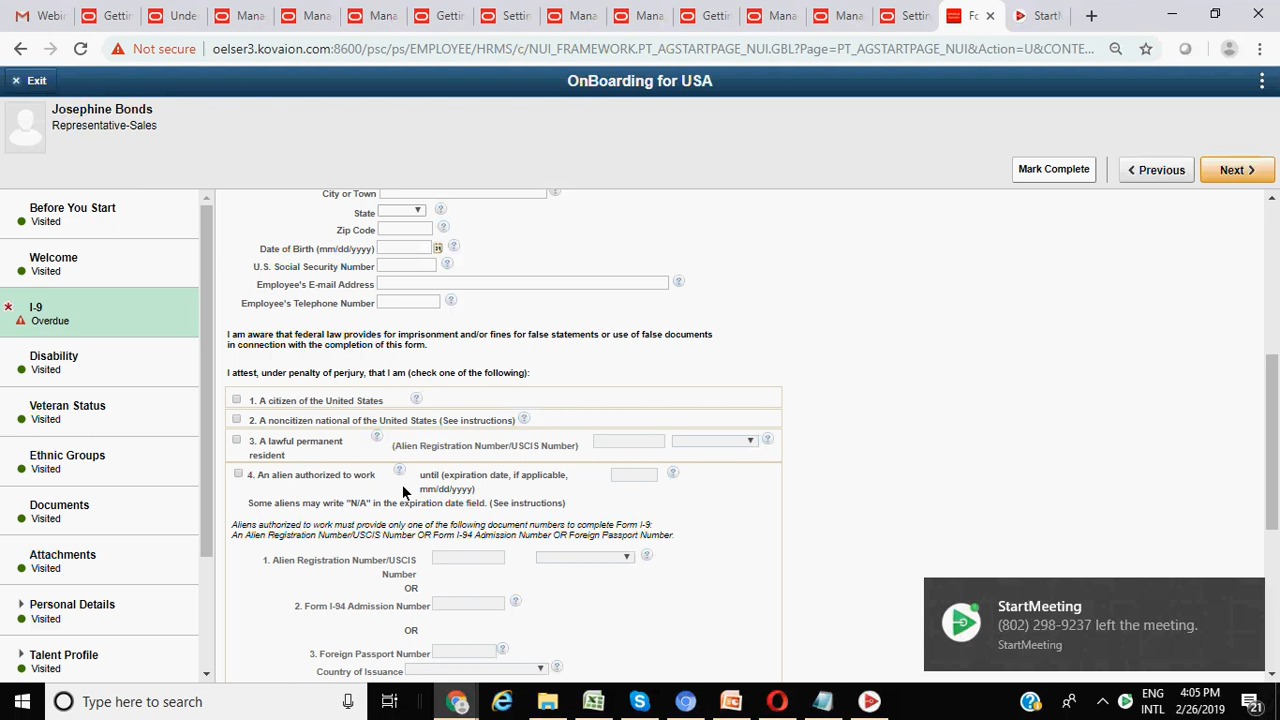 Webir
Gettin
Under
Mana
Mana
Mana
Gettin
Settin
Mana
Mana
Gettin
Mana
Mana
Settin
Fo
StartM
Not secure
oelser3.kovaion.com:8600/psc/ps/EMPLOYEE/HRMS/c/NUI_FRAMEWORK.PT_AGSTARTPAGE_NUI.GBL?Page=PT_AGSTARTPAGE_NUI&Action=U&CONTE...
Exit
OnBoarding for USA
Josephine Bonds
Representative-Sales
Mark Complete
Previous
Next
Before You Start
Visited
Welcome
Visited
* I-9
Overdue
Disability
Visited
Veteran Status
Visited
Ethnic Groups
Visited
Documents
Visited
Attachments
Visited
Personal Details
Visited
Talent Profile
Visited
City or Town
State
Zip Code
Date of Birth (mm/dd/yyyy)
U.S. Social Security Number
Employee's E-mail Address
Employee's Telephone Number
I am aware that federal law provides for imprisonment and/or fines for false statements or use of false documents
in connection with the completion of this form.
I attest, under penalty of perjury, that I am (check one of the following):
1. A citizen of the United States
2. A noncitizen national of the United States (See instructions)
3. A lawful permanent resident
(Alien Registration Number/USCIS Number)
4. An alien authorized to work
until (expiration date, if applicable,
mm/dd/yyyy)
Some aliens may write "N/A" in the expiration date field. (See instructions)
Aliens authorized to work must provide only one of the following document numbers to complete Form I-9:
An Alien Registration Number/USCIS Number OR Form I-94 Admission Number OR Foreign Passport Number.
1. Alien Registration Number/USCIS
Number
OR
2. Form I-94 Admission Number
OR
3. Foreign Passport Number
Country of Issuance
StartMeeting
(802) 298-9237 left the meeting.
StartMeeting
Type here to search
ENG
INTL
4:05 PM
2/26/2019
21